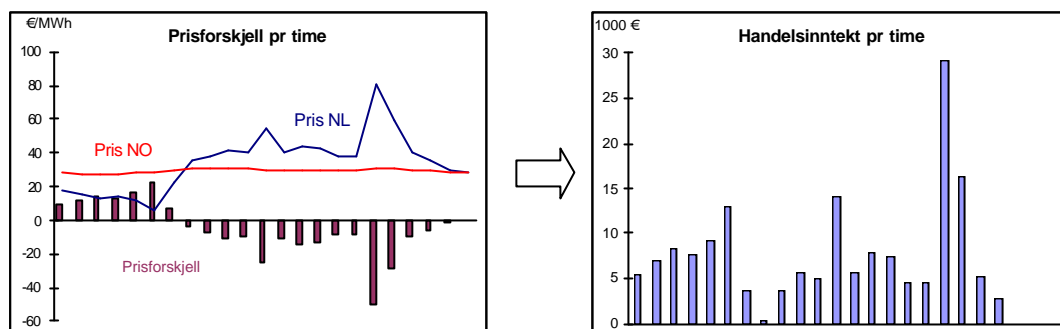 €/MWh
Prisforskjell pr time
100
80
60
40
20
0
-20
-40
-60
Pris NO
Pris NL
Prisforskjell
1000 €
Handelsinntekt pr time
30
25
20
15
10
5
0